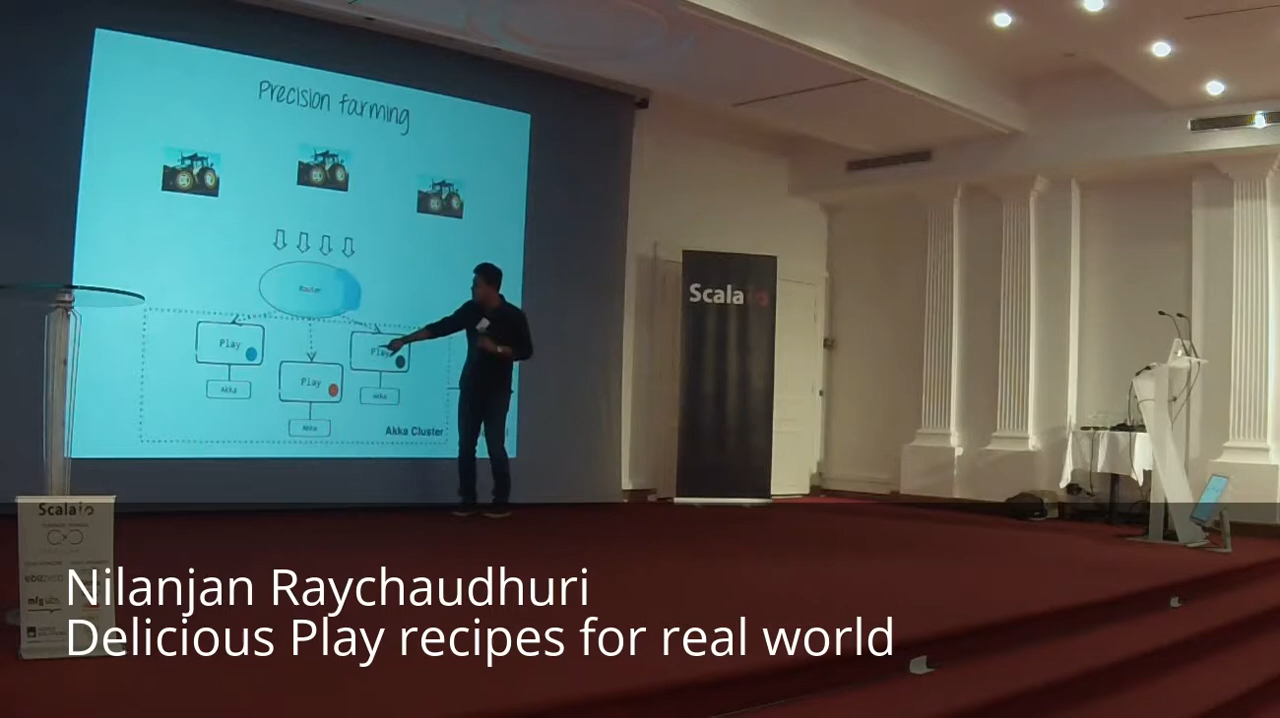 Precision farming
Router
Play
Play
Play
Akka
Akka
Akka
Akka Cluster
Scala io
Scala io
Nilanjan Raychaudhuri
Delicious Play recipes for real world